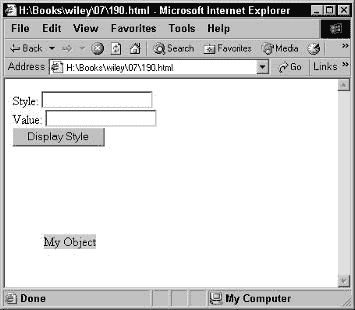 H:\Books\wiley\07\190.html - Microsoft Internet Explorer
File Edit View Favorites Tools Help
Back Search Favorites Media »
Address H:\Books\wiley\07\190.html Go Links »
Style:
Value:
Display Style
My Object
Done My Computer